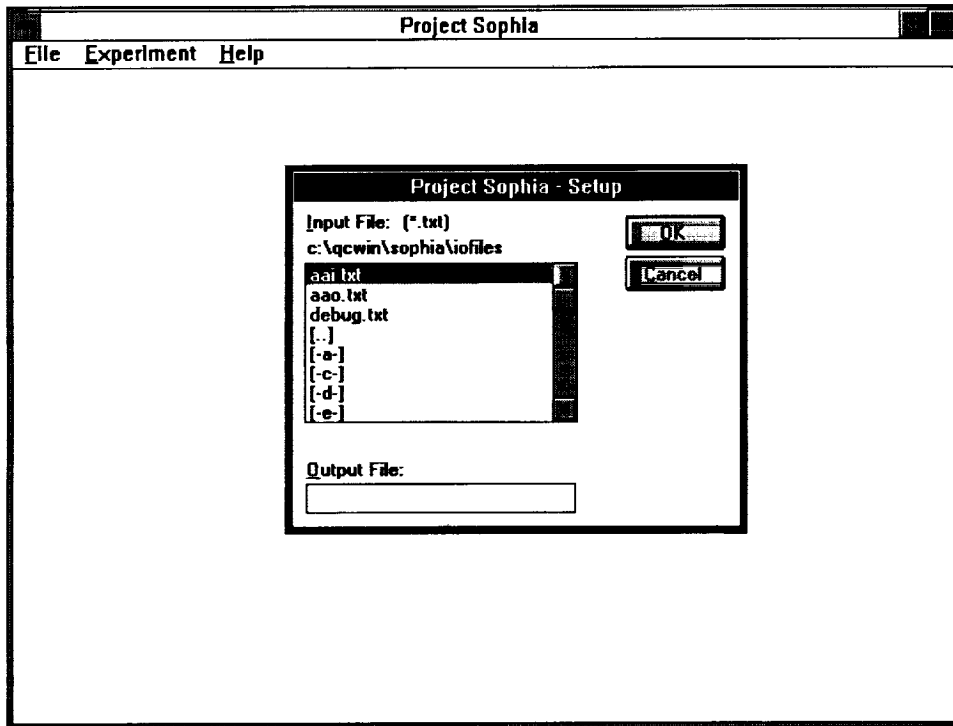 Project Sophia
File Experiment Help
Project Sophia - Setup
Input File: (*.txt)
c:\qcwin\sophia\iofiles
OK
Cancel
aai.txt
aao.txt
debug.txt
[..]
[-a-]
[-c-]
[-d-]
[-e-]
Output File: